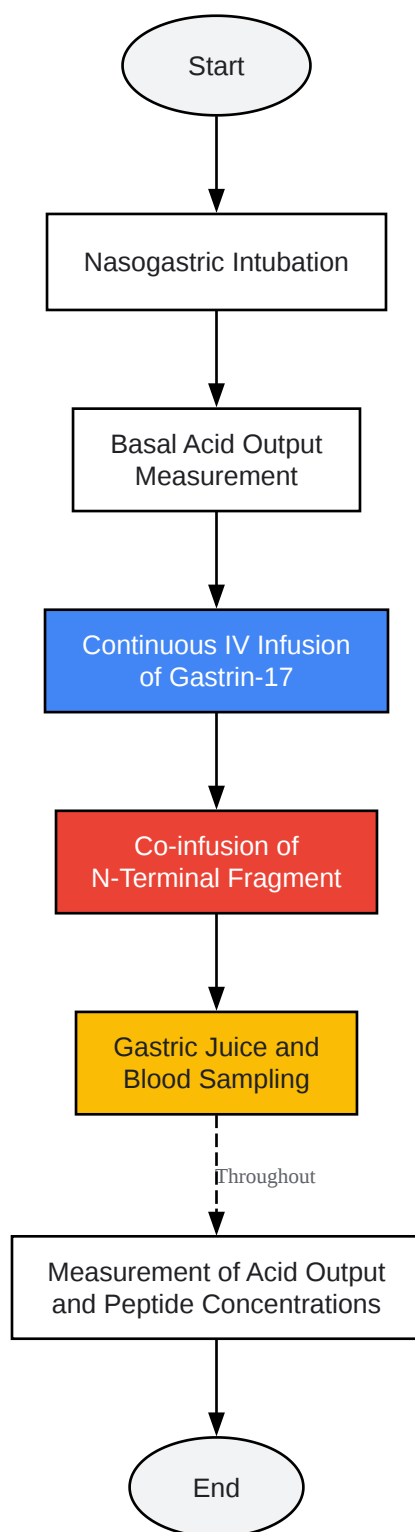 Start
Nasogastric Intubation
Basal Acid Output
Measurement
Continuous IV Infusion
of Gastrin-17
Co-infusion of
N-Terminal Fragment
Gastric Juice and
Blood Sampling
Throughout
Measurement of Acid Output
and Peptide Concentrations
End